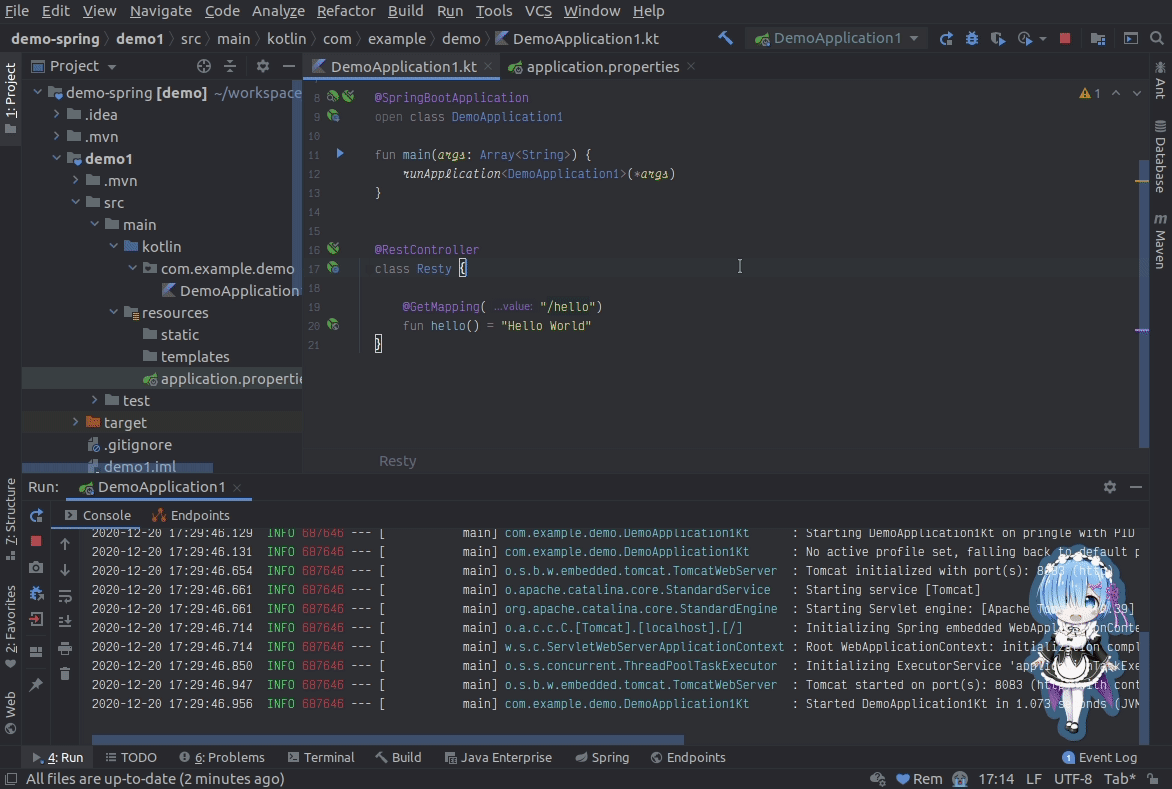 File Edit View Navigate Code Analyze Refactor Build Run Tools VCS Window Help
demo-spring demo1 src main kotlin com example demo DemoApplication1.kt DemoApplication1
1: Project
Project
DemoApplication1.kt application.properties
demo-spring [demo] ~/workspace
.idea
.mvn
demo1
.mvn
src
main
kotlin
com.example.demo
DemoApplication
resources
static
templates
application.propertie
test
target
.gitignore
demo1.iml
1
8 @SpringBootApplication
9 open class DemoApplication1
10
11 fun main(args: Array<String>) {
12 runApplication<DemoApplication1>(*args)
13 }
14
15
16 @RestController
17 class Resty {
18
19 @GetMapping( ...value: "/hello")
20 fun hello() = "Hello World"
21 }
Resty
Ant
Database
Maven
Z: Structure
2: Favorites
Web
Run: DemoApplication1
Console Endpoints
2020-12-20 17:29:46.129 INFO 687646 --- [ main] com.example.demo.DemoApplication1Kt : Starting DemoApplication1Kt on pringle with PID
2020-12-20 17:29:46.131 INFO 687646 --- [ main] com.example.demo.DemoApplication1Kt : No active profile set, falling back to default p
2020-12-20 17:29:46.654 INFO 687646 --- [ main] o.s.b.w.embedded.tomcat.TomcatWebServer : Tomcat initialized with port(s): 8083 (http
2020-12-20 17:29:46.661 INFO 687646 --- [ main] o.apache.catalina.core.StandardService : Starting service [Tomcat]
2020-12-20 17:29:46.661 INFO 687646 --- [ main] org.apache.catalina.core.StandardEngine : Starting Servlet engine: [Apache .39]
2020-12-20 17:29:46.714 INFO 687646 --- [ main] o.a.c.c.C.[Tomcat].[localhost].[/] : Initializing Spring embedded WebApplicationConte
2020-12-20 17:29:46.714 INFO 687646 --- [ main] w.s.c.ServletWebServerApplicationContext : Root WebApplicationContext: initialization compl
2020-12-20 17:29:46.850 INFO 687646 --- [ main] o.s.s.concurrent.ThreadPoolTaskExecutor : Initializing ExecutorService 'applicationTaskExe
2020-12-20 17:29:46.947 INFO 687646 --- [ main] o.s.b.w.embedded.tomcat.TomcatWebServer : Tomcat started on port(s): 8083 (http) with cont
2020-12-20 17:29:46.956 INFO 687646 --- [ main] com.example.demo.DemoApplication1Kt : Started DemoApplication1Kt in 1.073 seconds (JVM
4: Run TODO 6: Problems Terminal Build Java Enterprise Spring Endpoints 1 Event Log
All files are up-to-date (2 minutes ago) Rem 17:14 LF UTF-8 Tab*